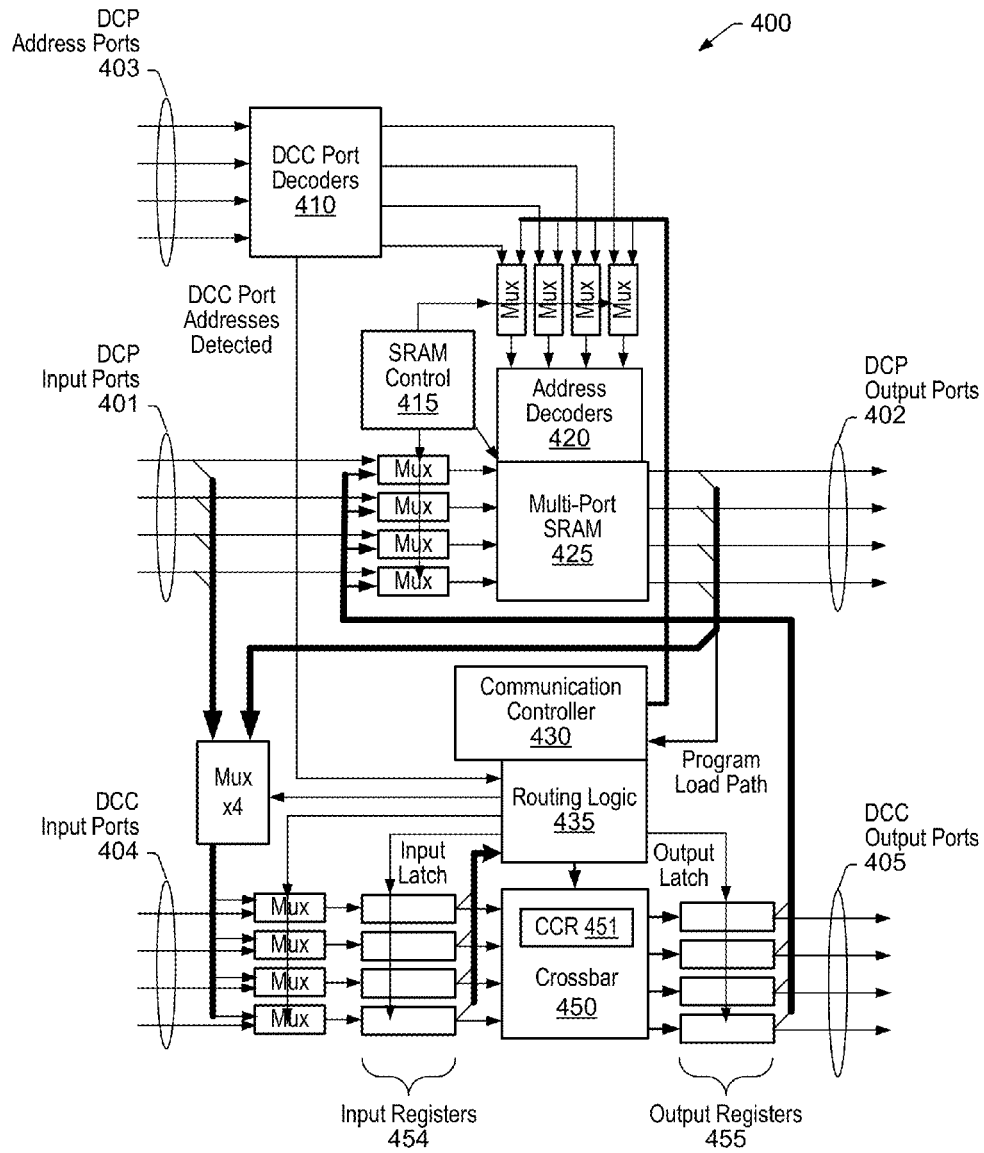 DCP
Address Ports
403
400
DCC Port
Decoders
410
DCC Port
Addresses
Detected
Mux
Mux
Mux
Mux
SRAM
Control
415
Address
Decoders
420
DCP
Input Ports
401
DCP
Output Ports
402
Mux
Mux
Mux
Mux
Multi-Port
SRAM
425
Communication
Controller
430
Program
Load Path
Mux
x4
Routing Logic
435
DCC
Input Ports
404
Input
Latch
Output
Latch
DCC
Output Ports
405
Mux
Mux
Mux
Mux
CCR 451
Crossbar
450
Input Registers
454
Output Registers
455